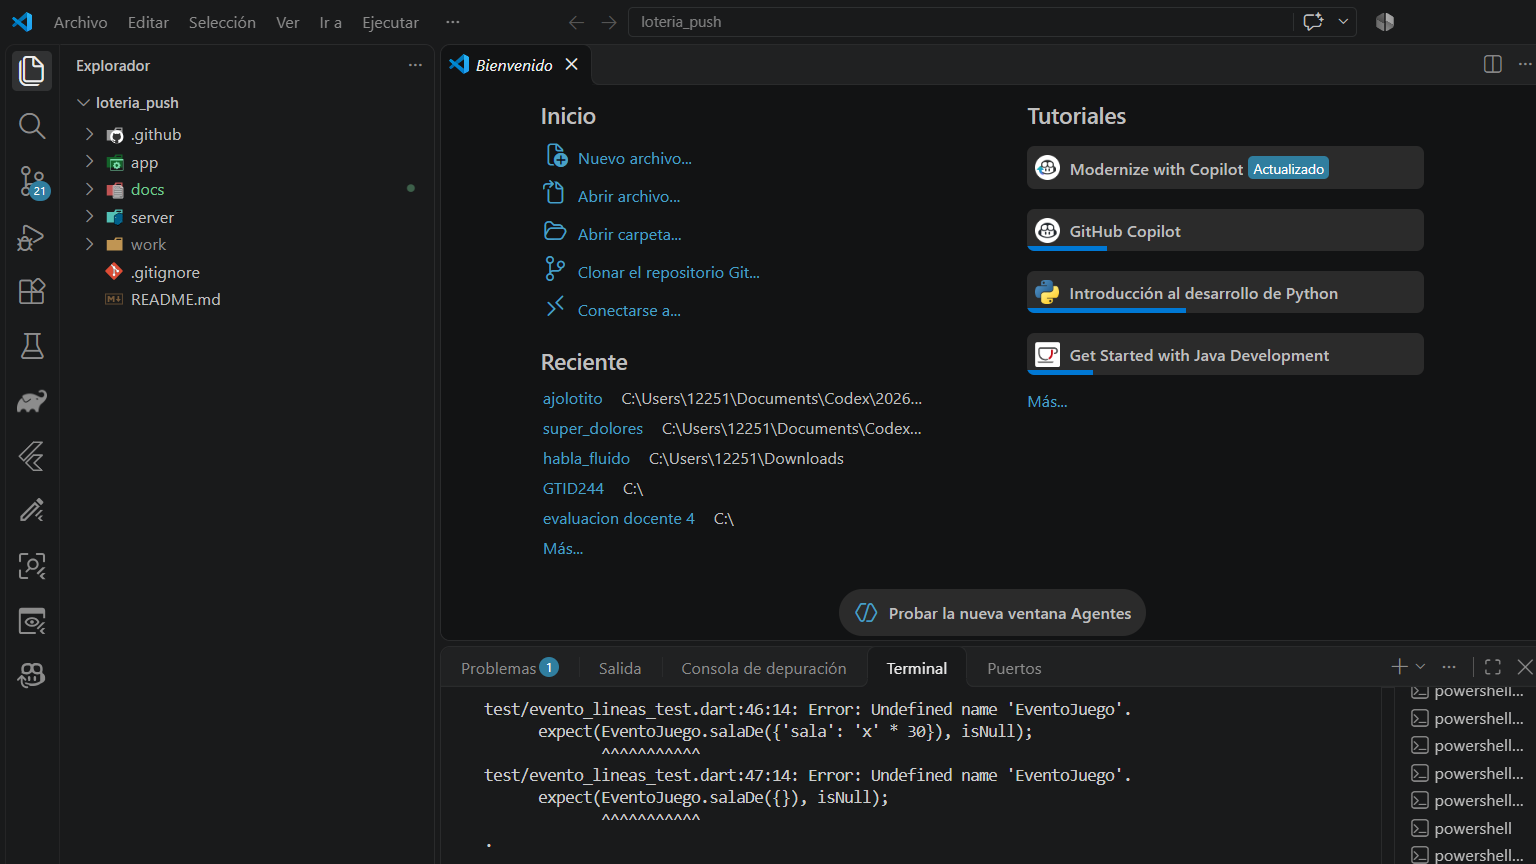 Archivo Editar Selección Ver Ir a Ejecutar ··· loteria_push
Explorador ···
loteria_push
.github
app
docs
server
work
.gitignore
README.md
21
Bienvenido
Inicio
Nuevo archivo...
Abrir archivo...
Abrir carpeta...
Clonar el repositorio Git...
Conectarse a...
Reciente
ajolotito C:\Users\12251\Documents\Codex\2026...
super_dolores C:\Users\12251\Documents\Codex...
habla_fluido C:\Users\12251\Downloads
GTID244 C:\
evaluacion docente 4 C:\
Más...
Tutoriales
Modernize with Copilot Actualizado
GitHub Copilot
Introducción al desarrollo de Python
Get Started with Java Development
Más...
Probar la nueva ventana Agentes
Problemas 1 Salida Consola de depuración Terminal Puertos
test/evento_lineas_test.dart:46:14: Error: Undefined name 'EventoJuego'.
expect(EventoJuego.salaDe({'sala': 'x' * 30}), isNull);
^^^^^^^^^^^
test/evento_lineas_test.dart:47:14: Error: Undefined name 'EventoJuego'.
expect(EventoJuego.salaDe({}), isNull);
^^^^^^^^^^^
.
powershell...
powershell...
powershell...
powershell...
powershell...
powershell
powershell...